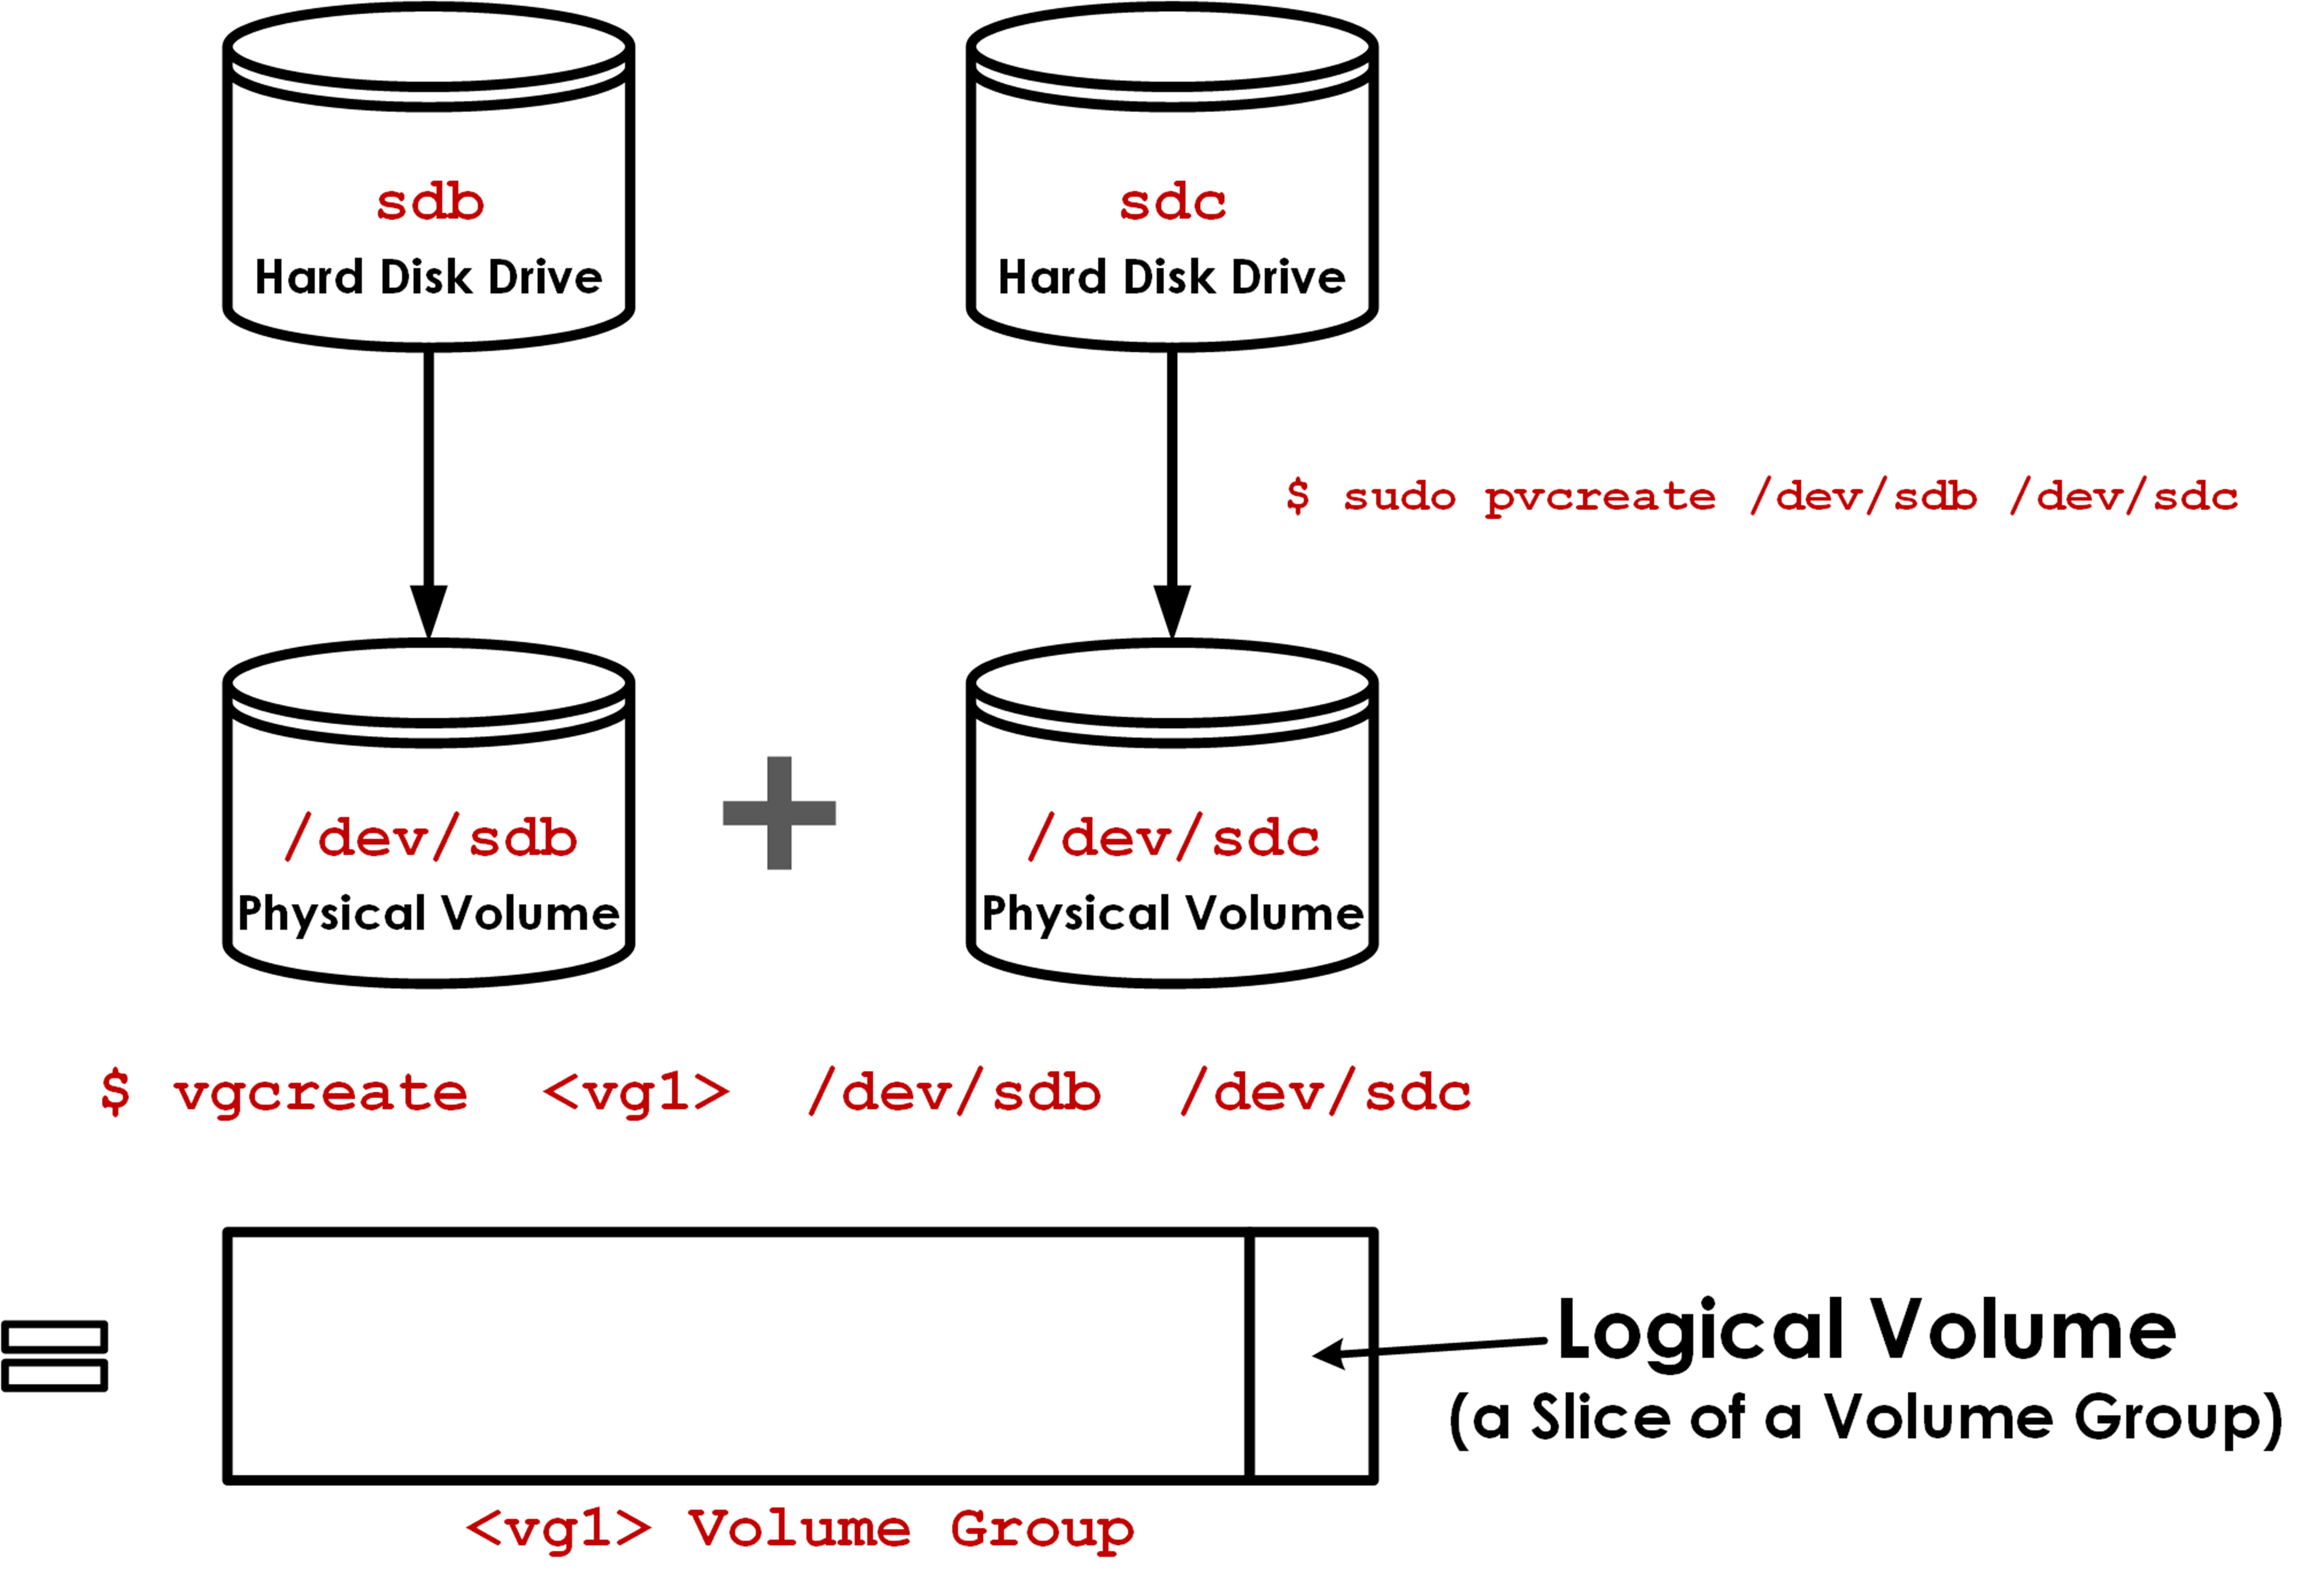 sdb
Hard Disk Drive
sdc
Hard Disk Drive
$ sudo pvcreate /dev/sdb /dev/sdc
/dev/sdb
Physical Volume
/dev/sdc
Physical Volume
$ vgcreate <vg1> /dev/sdb /dev/sdc
Logical Volume
(a Slice of a Volume Group)
<vg1> Volume Group